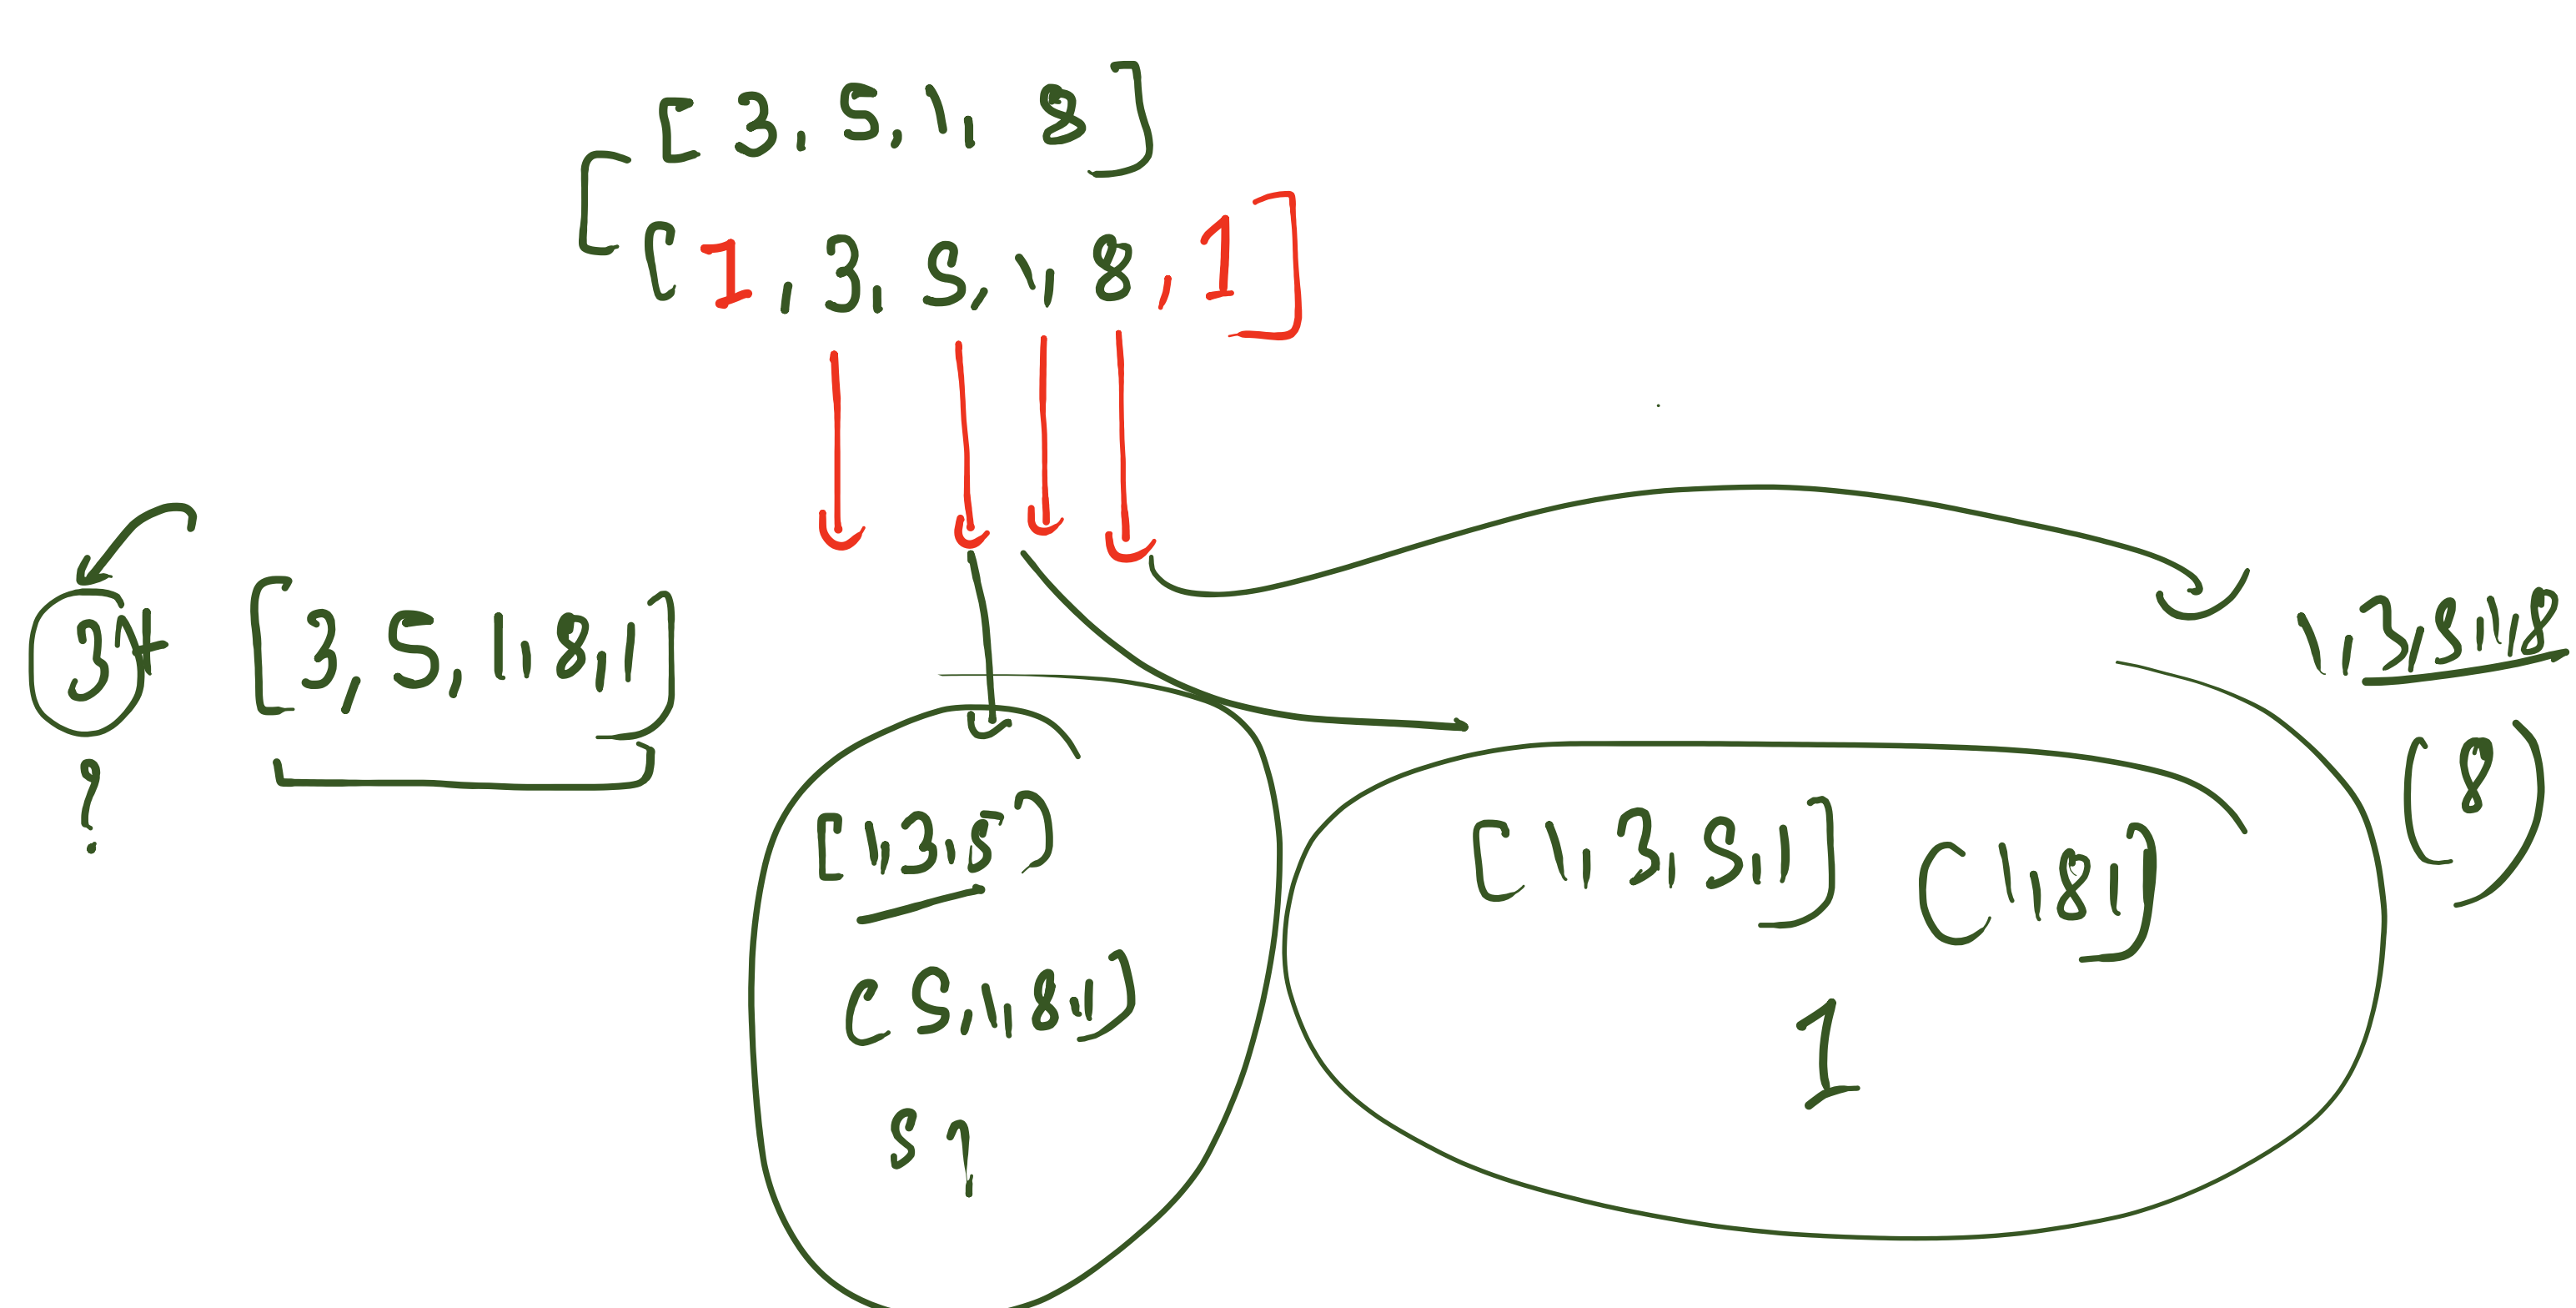 [ 3, 5, 1, 8 ]
[ 1, 3, 5, 1, 8, 1 ]
3 + [ 3, 5, 1, 8, 1 ]
?
[ 1, 3, 5 ]
( 5, 1, 8, 1 )
5
[ 1, 3, 5, 1 ] ( 1, 8, 1 ]
1
1, 3, 5, 1, 8
( 8 )